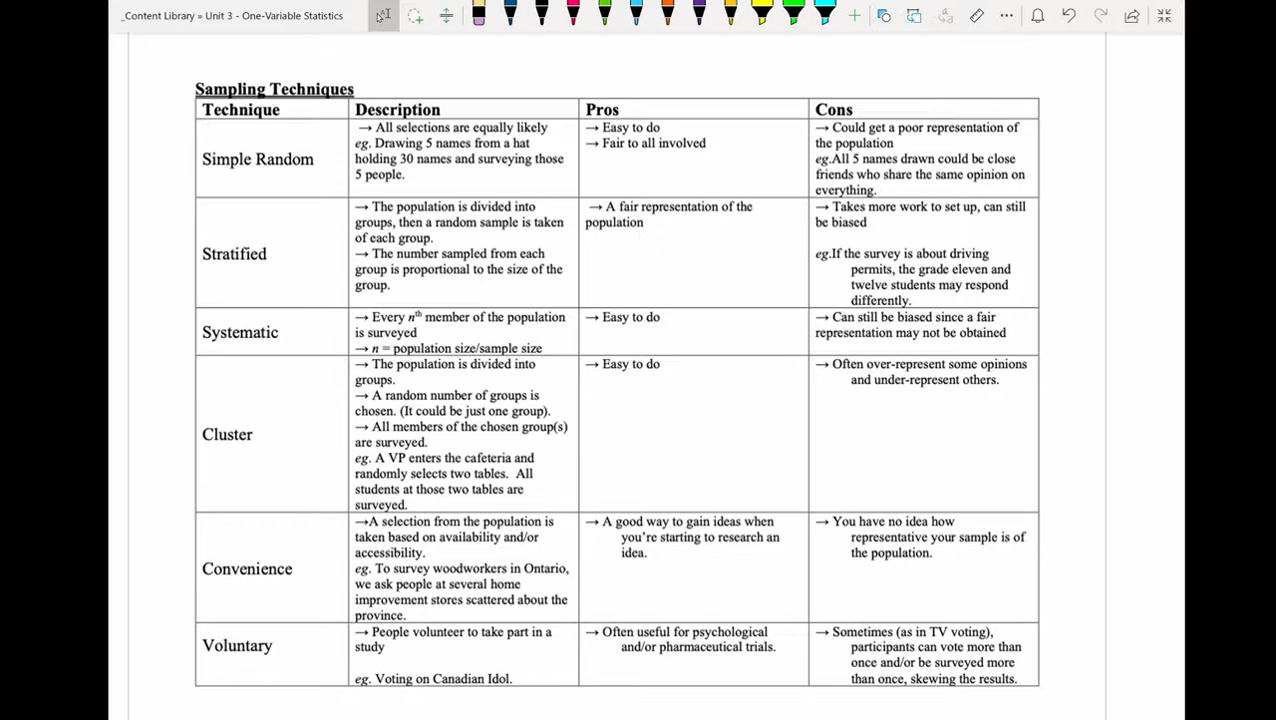 _Content Library » Unit 3 - One-Variable Statistics
Sampling Techniques
Technique
Description
Pros
Cons
Simple Random
→ All selections are equally likely
eg. Drawing 5 names from a hat
holding 30 names and surveying those
5 people.
→ Easy to do
→ Fair to all involved
→ Could get a poor representation of
the population
eg.All 5 names drawn could be close
friends who share the same opinion on
everything.
Stratified
→ The population is divided into
groups, then a random sample is taken
of each group.
→ The number sampled from each
group is proportional to the size of the
group.
→ A fair representation of the
population
→ Takes more work to set up, can still
be biased
eg.If the survey is about driving
permits, the grade eleven and
twelve students may respond
differently.
Systematic
→ Every nth member of the population
is surveyed
→ n = population size/sample size
→ Easy to do
→ Can still be biased since a fair
representation may not be obtained
Cluster
→ The population is divided into
groups.
→ A random number of groups is
chosen. (It could be just one group).
→ All members of the chosen group(s)
are surveyed.
eg. A VP enters the cafeteria and
randomly selects two tables. All
students at those two tables are
surveyed.
→ Easy to do
→ Often over-represent some opinions
and under-represent others.
Convenience
→A selection from the population is
taken based on availability and/or
accessibility.
eg. To survey woodworkers in Ontario,
we ask people at several home
improvement stores scattered about the
province.
→ A good way to gain ideas when
you're starting to research an
idea.
→ You have no idea how
representative your sample is of
the population.
Voluntary
→ People volunteer to take part in a
study
eg. Voting on Canadian Idol.
→ Often useful for psychological
and/or pharmaceutical trials.
→ Sometimes (as in TV voting),
participants can vote more than
once and/or be surveyed more
than once, skewing the results.